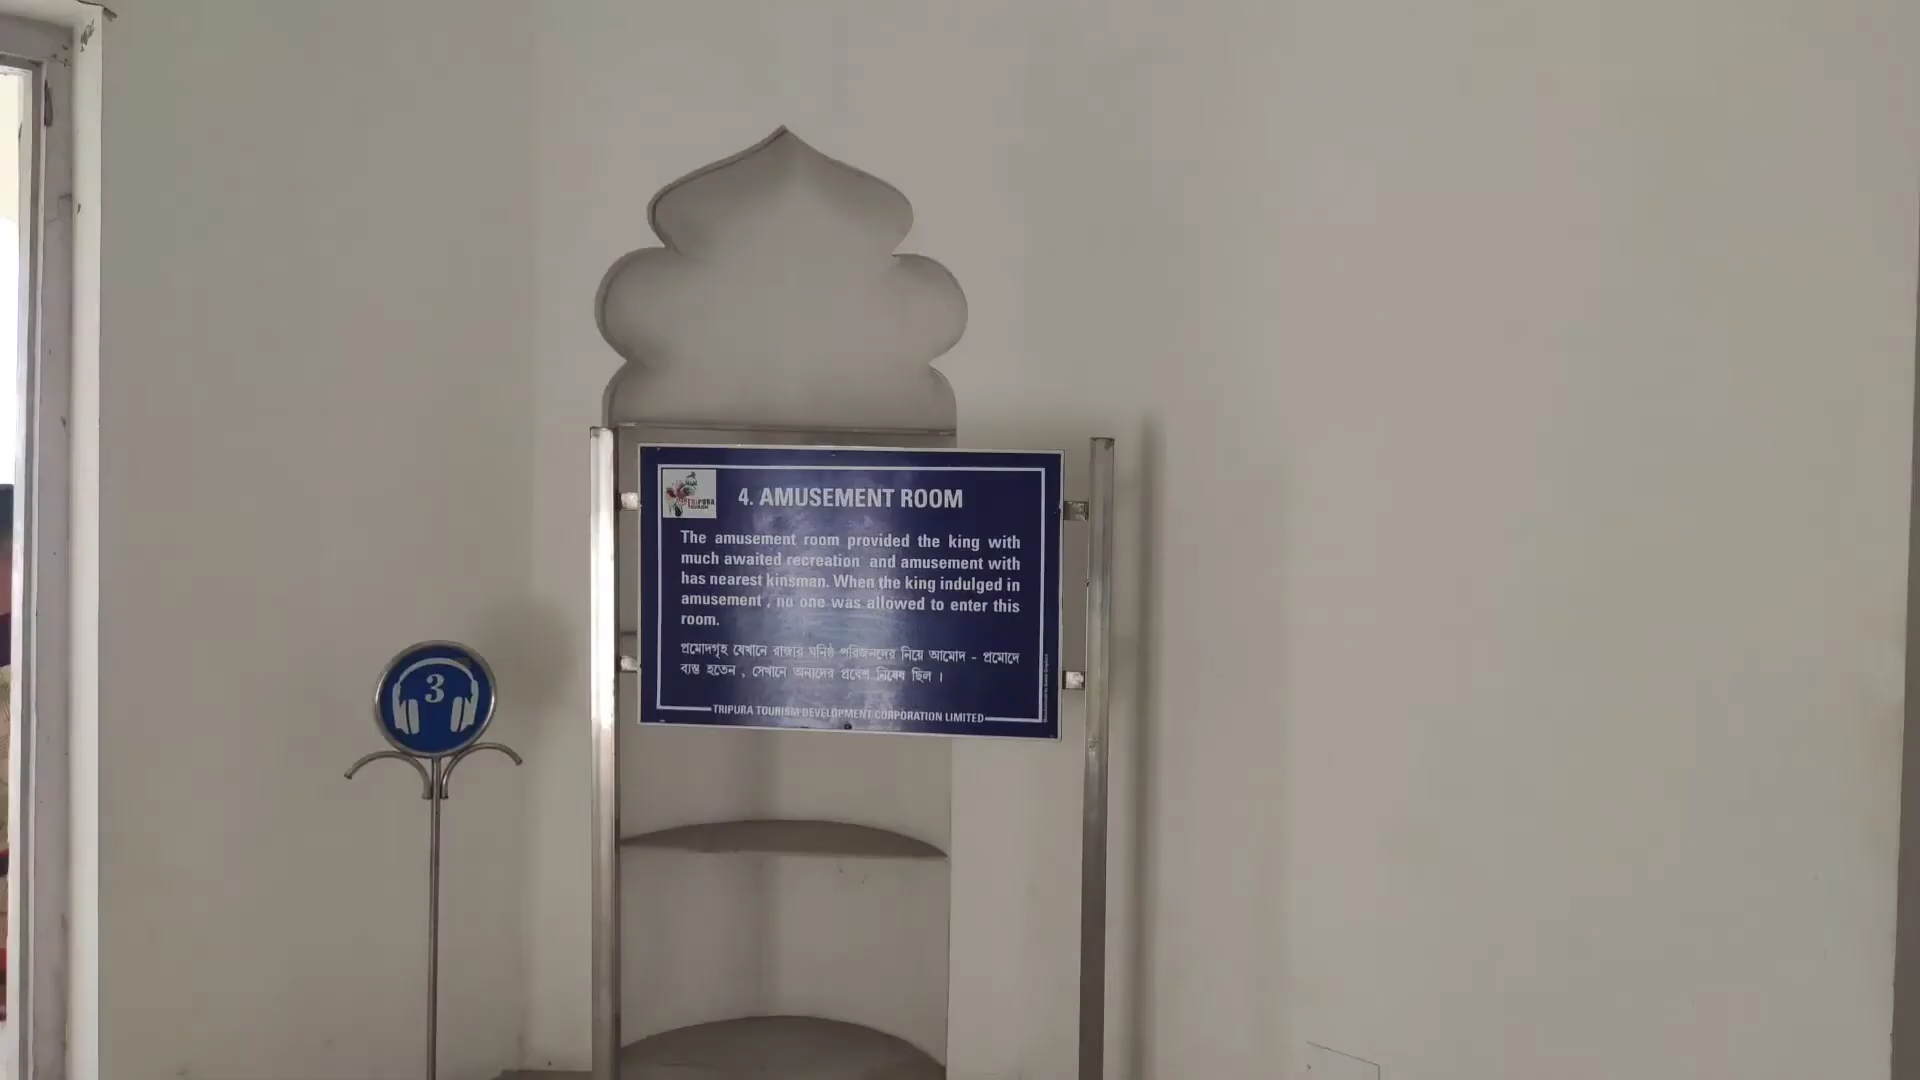 TRIPURA
TOURISM
4. AMUSEMENT ROOM
The amusement room provided the king with
much awaited recreation and amusement with
has nearest kinsman. When the king indulged in
amusement , no one was allowed to enter this
room.
প্রমোদগৃহ যেখানে রাজার ঘনিষ্ঠ পরিজনদের নিয়ে আমোদ - প্রমোদে
ব্যস্ত হতেন , সেখানে অন্যদের প্রবেশ নিষেধ ছিল ।
TRIPURA TOURISM DEVELOPMENT CORPORATION LIMITED
3